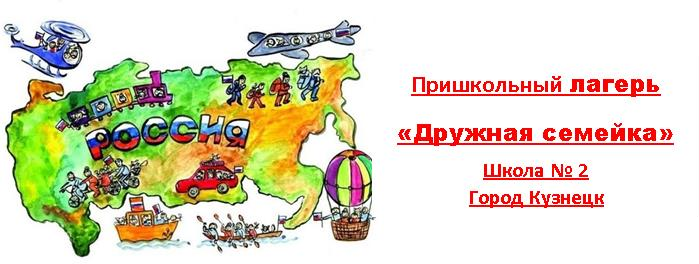 РОССИЯ
Пришкольный лагерь
«Дружная семейка»
Школа № 2
Город Кузнецк